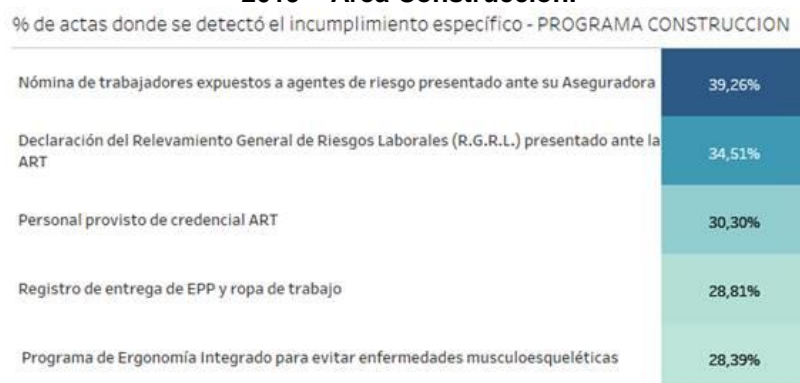 % de actas donde se detectó el incumplimiento específico - PROGRAMA CONSTRUCCION
Nómina de trabajadores expuestos a agentes de riesgo presentado ante su Aseguradora 39,26%
Declaración del Relevamiento General de Riesgos Laborales (R.G.R.L.) presentado ante la
ART 34,51%
Personal provisto de credencial ART 30,30%
Registro de entrega de EPP y ropa de trabajo 28,81%
Programa de Ergonomía Integrado para evitar enfermedades musculoesqueléticas 28,39%